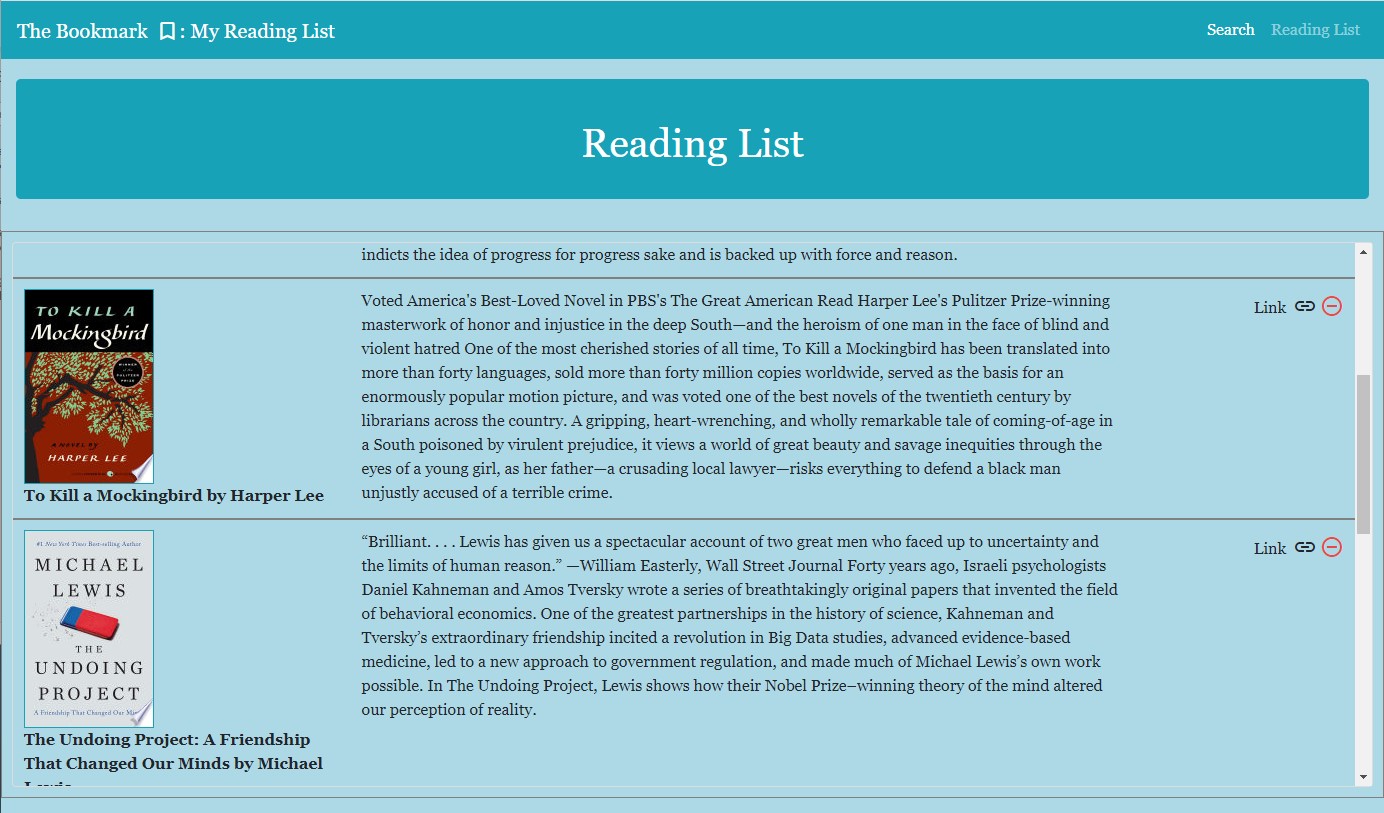 The Bookmark : My Reading List
Search Reading List
Reading List
indicts the idea of progress for progress sake and is backed up with force and reason.
TO KILL A
Mockingbird
WINNER
of the
PULITZER
PRIZE
A NOVEL BY
HARPER LEE
To Kill a Mockingbird by Harper Lee
Voted America's Best-Loved Novel in PBS's The Great American Read Harper Lee's Pulitzer Prize-winning
masterwork of honor and injustice in the deep South—and the heroism of one man in the face of blind and
violent hatred One of the most cherished stories of all time, To Kill a Mockingbird has been translated into
more than forty languages, sold more than forty million copies worldwide, served as the basis for an
enormously popular motion picture, and was voted one of the best novels of the twentieth century by
librarians across the country. A gripping, heart-wrenching, and wholly remarkable tale of coming-of-age in
a South poisoned by virulent prejudice, it views a world of great beauty and savage inequities through the
eyes of a young girl, as her father—a crusading local lawyer—risks everything to defend a black man
unjustly accused of a terrible crime.
Link
#1 New York Times Best-selling Author
MICHAEL
LEWIS
THE
UNDOING
PROJECT
A Friendship That Changed Our
The Undoing Project: A Friendship
That Changed Our Minds by Michael
Lewis
“Brilliant. . . . Lewis has given us a spectacular account of two great men who faced up to uncertainty and
the limits of human reason.” —William Easterly, Wall Street Journal Forty years ago, Israeli psychologists
Daniel Kahneman and Amos Tversky wrote a series of breathtakingly original papers that invented the field
of behavioral economics. One of the greatest partnerships in the history of science, Kahneman and
Tversky’s extraordinary friendship incited a revolution in Big Data studies, advanced evidence-based
medicine, led to a new approach to government regulation, and made much of Michael Lewis’s own work
possible. In The Undoing Project, Lewis shows how their Nobel Prize–winning theory of the mind altered
our perception of reality.
Link